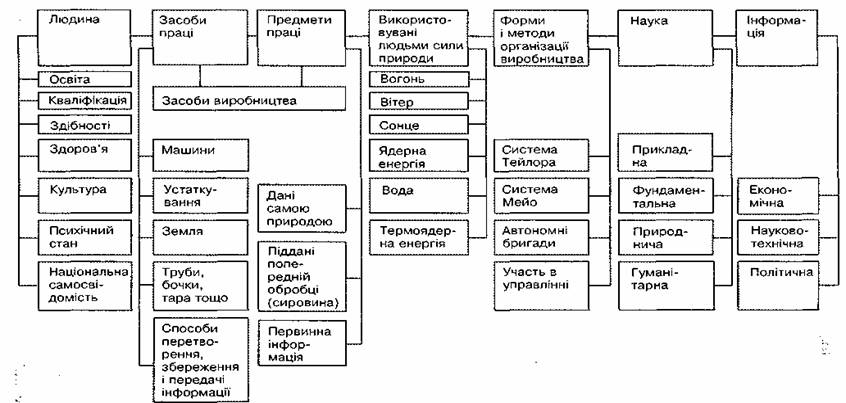 Людина
Освіта
Кваліфікація
Здібності
Здоров'я
Культура
Психічний
стан
Національна
самосві-
домість
Засоби
праці
Предмети
праці
Засоби виробництва
Машини
Устатку-
вання
Земля
Труби,
бочки,
тара тощо
Способи
перетво-
рення,
збереження
і передачі
інформації
Дані
самою
природою
Піддані
попе-
редній
обробці
(сировина)
Первинна
інфор-
мація
Використо-
вувані
людьми сили
природи
Вогонь
Вітер
Сонце
Ядерна
енергія
Вода
Термоядер-
на енергія
Форми
і методи
організації
виробництва
Система
Тейлора
Система
Мейо
Автономні
бригади
Участь в
управлінні
Наука
Приклад-
на
Фундамен-
тальна
Природ-
нича
Гумані-
тарна
Інформа-
ція
Еконо-
мічна
Науково-
технічна
Політична